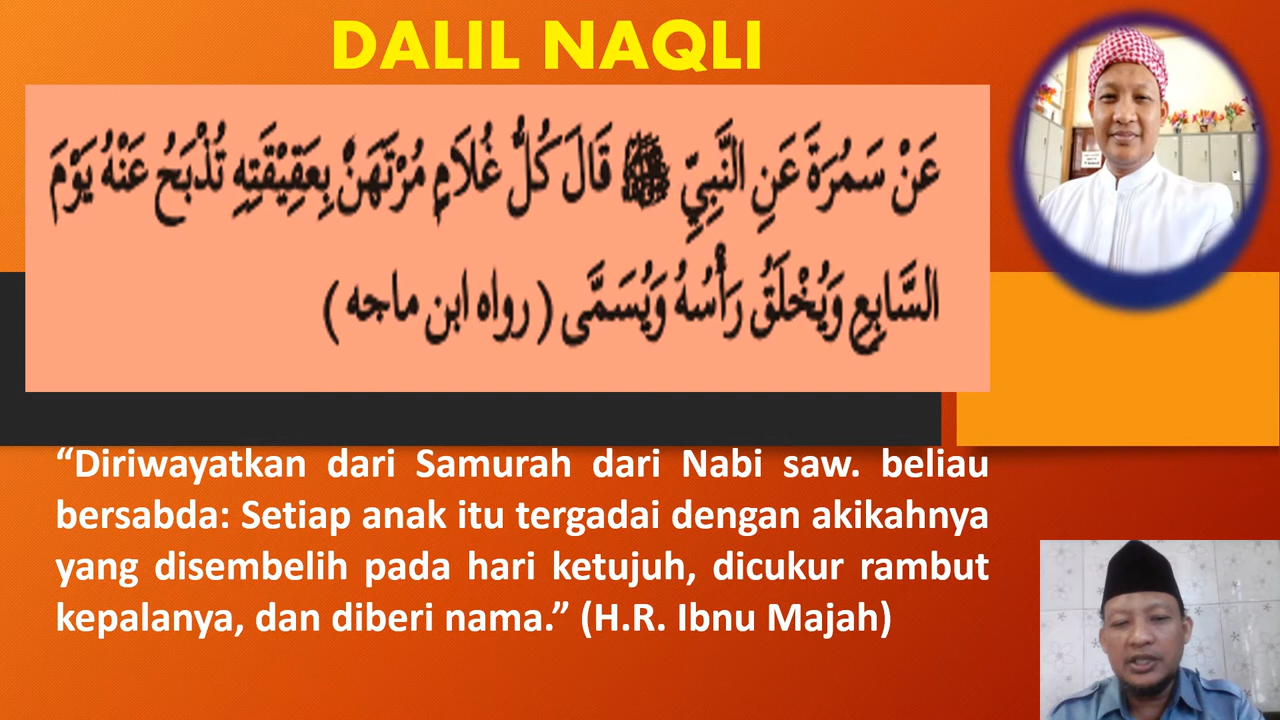 DALIL NAQLI
عَنْ سَمُرَةَ عَنِ النَّبِيِّ ﷺ قَالَ كُلُّ غُلَامٍ مُرْتَهَنٌ بِعَقِيْقَتِهِ تُذْبَحُ عَنْهُ يَوْمَ
السَّابِعِ وَيُحْلَقُ رَأْسُهُ وَيُسَمَّى ( رواه ابن ماجه )
“Diriwayatkan dari Samurah dari Nabi saw. beliau
bersabda: Setiap anak itu tergadai dengan akikahnya
yang disembelih pada hari ketujuh, dicukur rambut
kepalanya, dan diberi nama.” (H.R. Ibnu Majah)